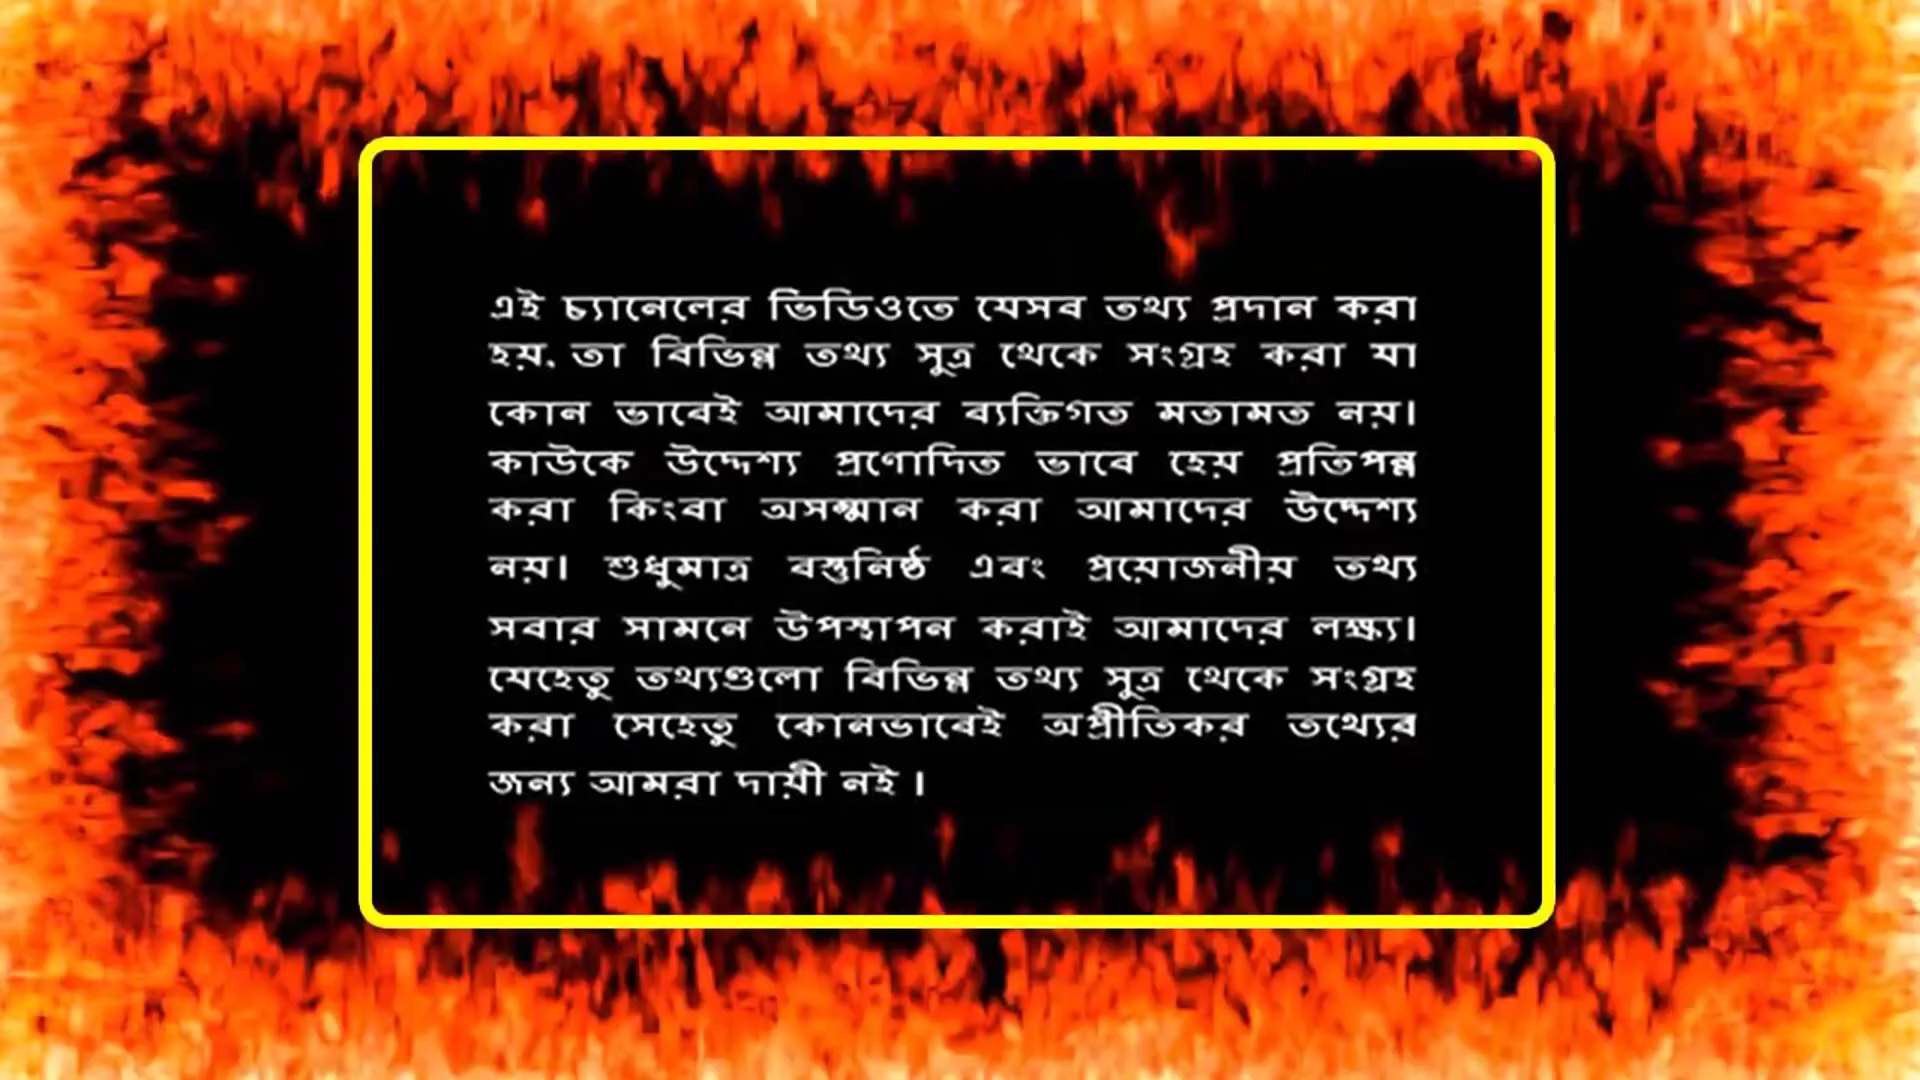 এই চ্যানেলের ভিডিওতে যেসব তথ্য প্রদান করা
হয়, তা বিভিন্ন তথ্য সুত্র থেকে সংগ্রহ করা যা
কোন ভাবেই আমাদের ব্যক্তিগত মতামত নয়।
কাউকে উদ্দেশ্য প্রণোদিত ভাবে হেয় প্রতিপন্ন
করা কিংবা অসম্মান করা আমাদের উদ্দেশ্য
নয়। শুধুমাত্র বস্তুনিষ্ঠ এবং প্রয়োজনীয় তথ্য
সবার সামনে উপস্থাপন করাই আমাদের লক্ষ্য।
যেহেতু তথ্যগুলো বিভিন্ন তথ্য সুত্র থেকে সংগ্রহ
করা সেহেতু কোনভাবেই অপ্রীতিকর তথ্যের
জন্য আমরা দায়ী নই ।